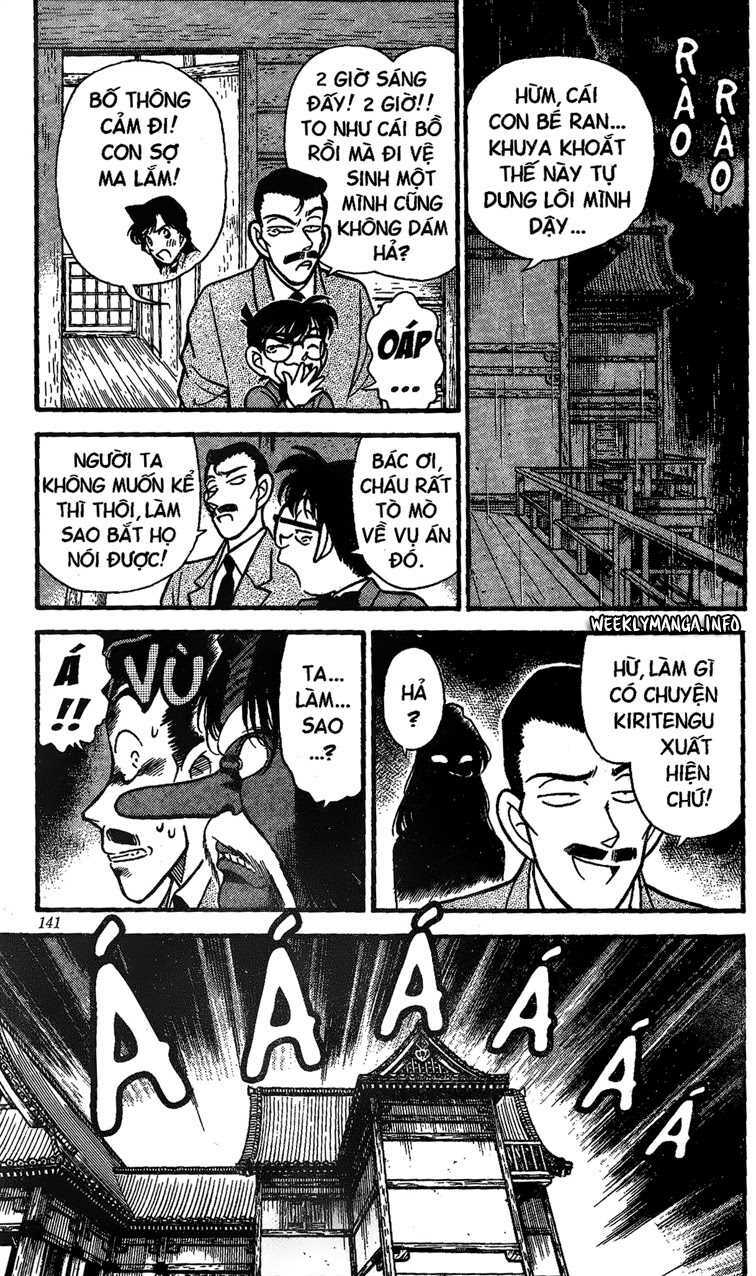 RÀO
RÀO
HỪM, CÁI
CON BÉ RAN...
KHUYA KHOẮT
THẾ NÀY TỰ
DƯNG LÔI MÌNH
DẬY...
2 GIỜ SÁNG
ĐẤY! 2 GIỜ!!
TO NHƯ CÁI BỒ
RỒI MÀ ĐI VỆ
SINH MỘT
MÌNH CŨNG
KHÔNG DÁM
HẢ?
BỐ THÔNG
CẢM ĐI!
CON SỢ
MA LẮM!
OÁP
...
BÁC ƠI,
CHÁU RẤT
TÒ MÒ
VỀ VỤ ÁN
ĐÓ.
NGƯỜI TA
KHÔNG MUỐN KỂ
THÌ THÔI, LÀM
SAO BẮT HỌ
NÓI ĐƯỢC!
WEEKLYMANGA.INFO
HỪ, LÀM GÌ
CÓ CHUYỆN
KIRITENGU
XUẤT
HIỆN
CHỨ!
HẢ
?
TA...
LÀM...
SAO
...?
VÙ
Á
!!
141
Á Á Á Á Á Á